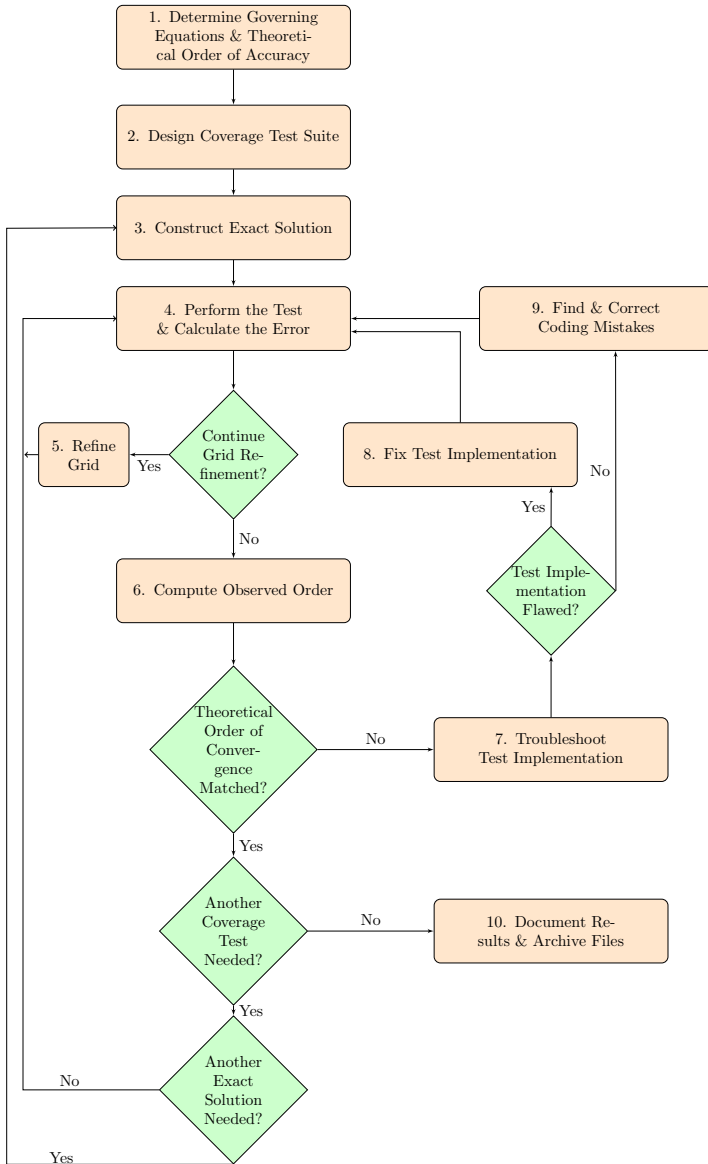 1. Determine Governing
Equations & Theoreti-
cal Order of Accuracy
2. Design Coverage Test Suite
3. Construct Exact Solution
4. Perform the Test
& Calculate the Error
9. Find & Correct
Coding Mistakes
5. Refine
Grid
Yes
Continue
Grid Re-
finement?
8. Fix Test Implementation
No
Yes
No
6. Compute Observed Order
Test Imple-
mentation
Flawed?
Theoretical
Order of
Conver-
gence
Matched?
No
7. Troubleshoot
Test Implementation
Yes
Another
Coverage
Test
Needed?
No
10. Document Re-
sults & Archive Files
Yes
Another
Exact
Solution
Needed?
No
Yes